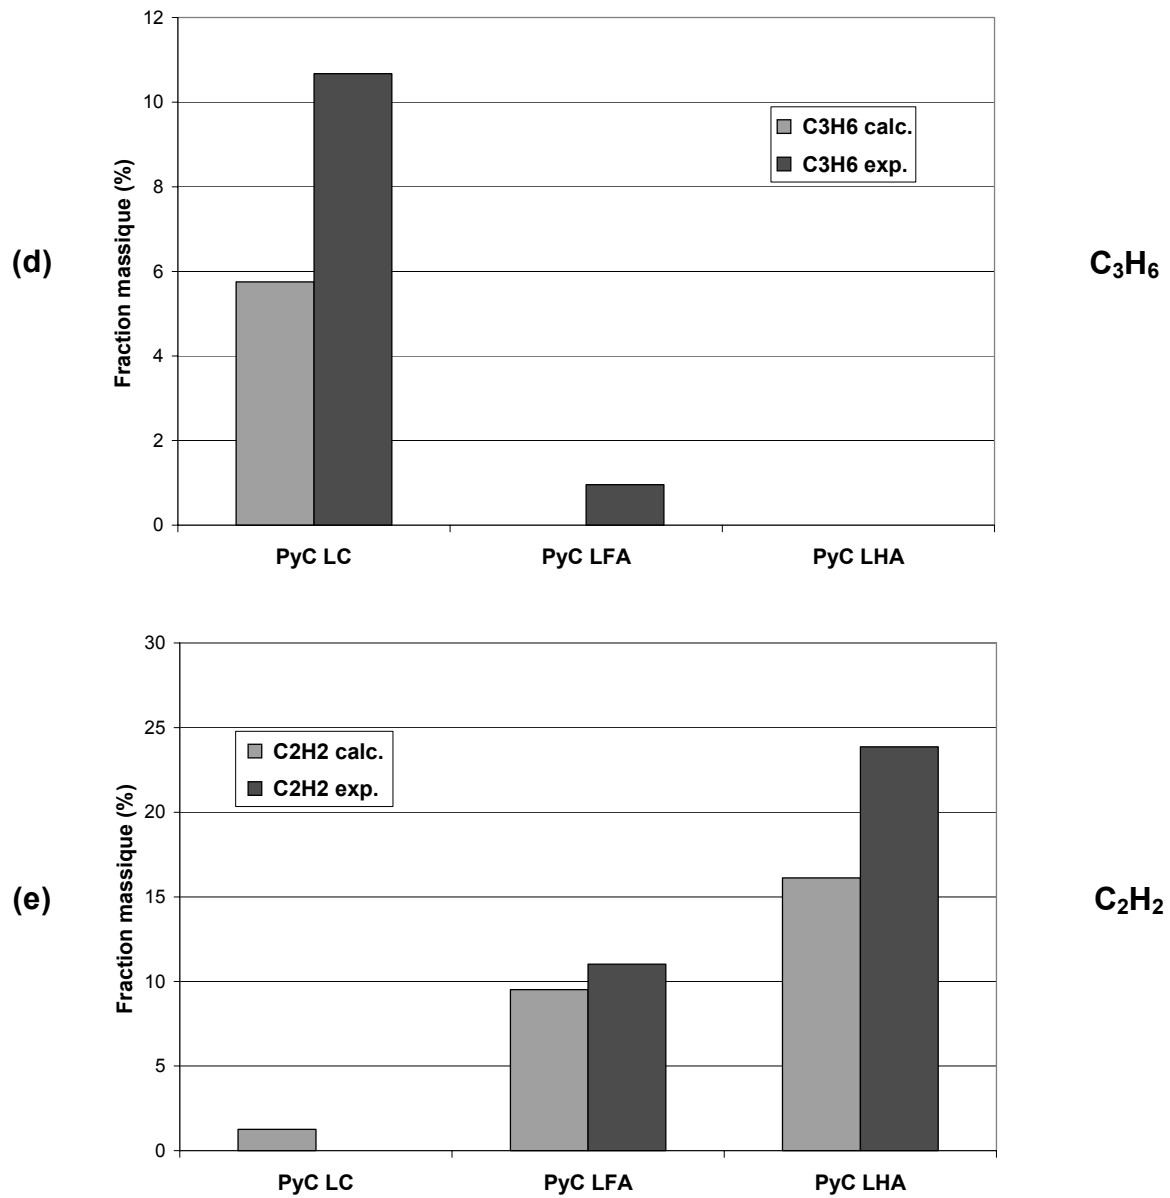 (d)
Fraction massique (%)
12
10
8
6
4
2
0
C3H6 calc.
C3H6 exp.
PyC LC
PyC LFA
PyC LHA
C₃H₆
(e)
Fraction massique (%)
30
25
20
15
10
5
0
C2H2 calc.
C2H2 exp.
PyC LC
PyC LFA
PyC LHA
C₂H₂